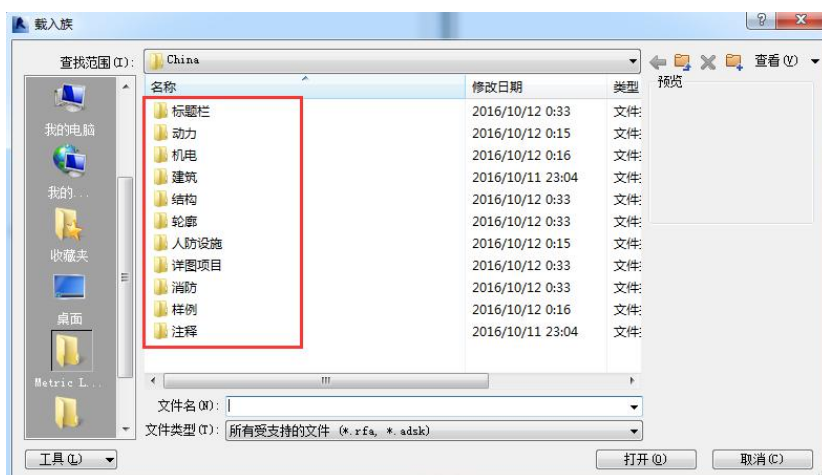 载入族
查找范围(I): China 查看(V)
名称 修改日期 类型 预览
标题栏 2016/10/12 0:33 文件
动力 2016/10/12 0:15 文件
机电 2016/10/12 0:16 文件
建筑 2016/10/11 23:04 文件
结构 2016/10/12 0:33 文件
轮廓 2016/10/12 0:33 文件
人防设施 2016/10/12 0:15 文件
详图项目 2016/10/12 0:33 文件
消防 2016/10/12 0:33 文件
样例 2016/10/12 0:16 文件
注释 2016/10/11 23:04 文件
我的电脑
我的...
收藏夹
桌面
Metric L...
文件名(N):
文件类型(T): 所有受支持的文件 (*.rfa, *.adsk)
工具(L) 打开(O) 取消(C)